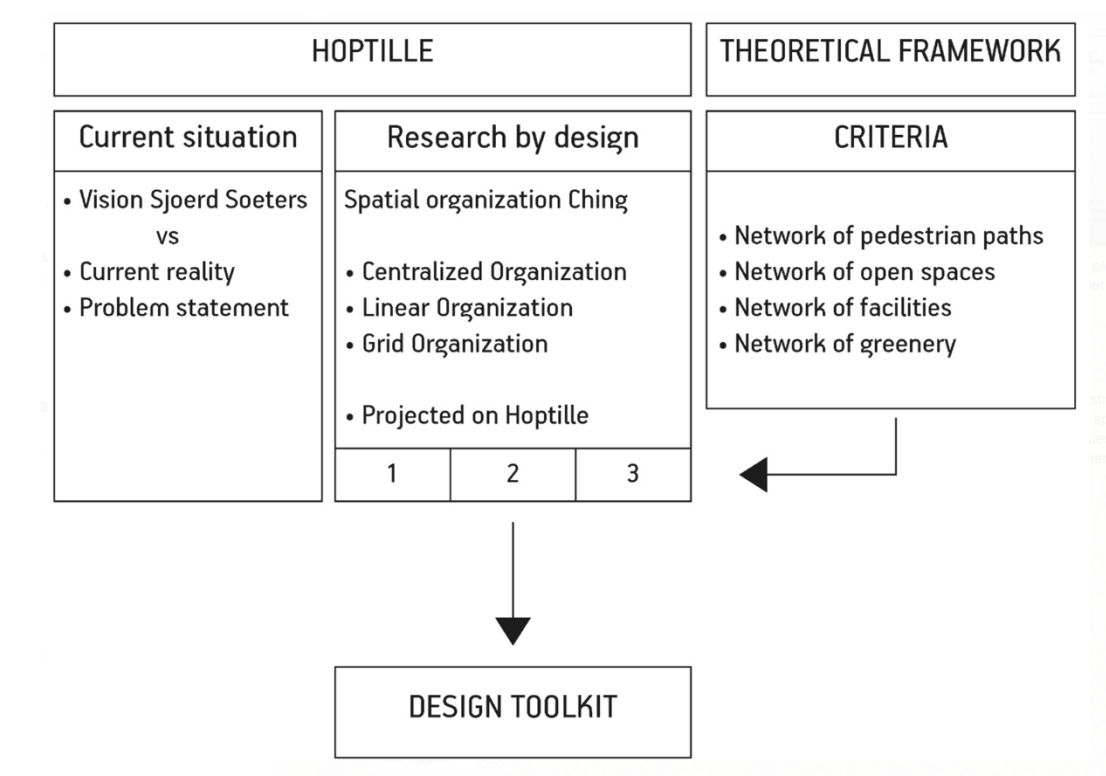 HOPTILLE
THEORETICAL FRAMEWORK
Current situation
• Vision Sjoerd Soeters
vs
• Current reality
• Problem statement
Research by design
Spatial organization Ching
• Centralized Organization
• Linear Organization
• Grid Organization
• Projected on Hoptille
1 2 3
CRITERIA
• Network of pedestrian paths
• Network of open spaces
• Network of facilities
• Network of greenery
DESIGN TOOLKIT